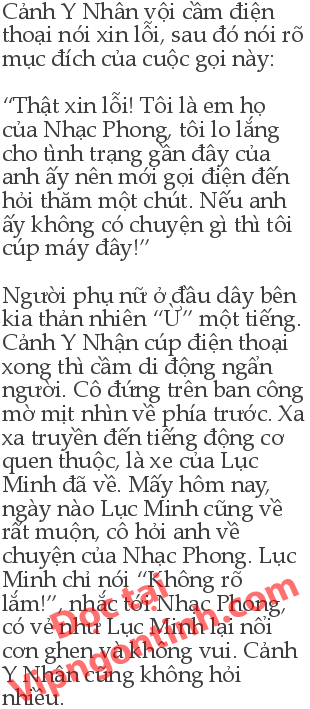 Cảnh Y Nhân vội cầm điện
thoại nói xin lỗi, sau đó nói rõ
mục đích của cuộc gọi này:
“Thật xin lỗi! Tôi là em họ
của Nhạc Phong, tôi lo lắng
cho tình trạng gần đây của
anh ấy nên mới gọi điện đến
hỏi thăm một chút. Nếu anh
ấy không có chuyện gì thì tôi
cúp máy đây!”
Người phụ nữ ở đầu dây bên
kia thản nhiên “Ừ” một tiếng.
Cảnh Y Nhận cúp điện thoại
xong thì cầm di động ngẩn
người. Cô đứng trên ban công
mờ mịt nhìn về phía trước. Xa
xa truyền đến tiếng động cơ
quen thuộc, là xe của Lục
Minh đã về. Mấy hôm nay,
ngày nào Lục Minh cũng về
rất muộn, cô hỏi anh về
chuyện của Nhạc Phong. Lục
Minh chỉ nói “Không rõ
lắm!”, nhắc tới Nhạc Phong,
có vẻ như Lục Minh lại nổi
cơn ghen và không vui. Cảnh
Y Nhân cũng không hỏi
nhiều.
Đọc tại
Vipngontinh.com